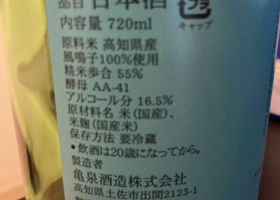 品目 日本酒
プラ
キャップ
内容量 720ml
原料米 高知県産
風鳴子100%使用
精米歩合 55%
酵母 AA-41
アルコール分 16.5%
原材料名 米(国産)、
米麹(国産米)
保存方法 要冷蔵
●飲酒は20歳になってから。
製造者
亀泉酒造株式会社
高知県土佐市出間2123-1